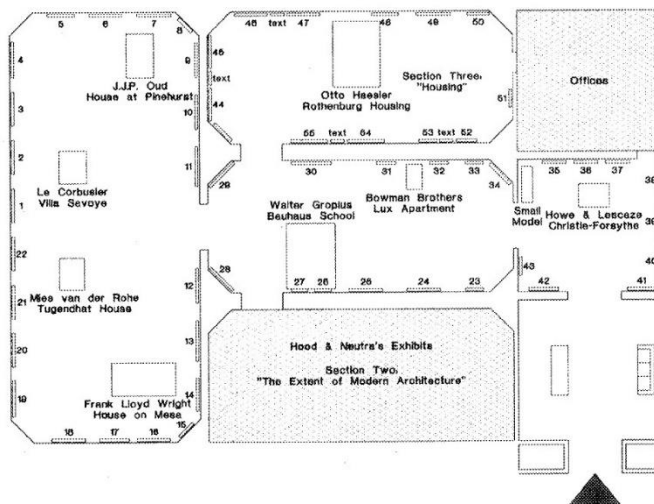 5 6 7 8
46 text 47 48 49 50
4
9
45
text
44
J.J.P. Oud
House at Pinehurst
Otto Haesler
Rothenburg Housing
Section Three:
"Housing"
51
Offices
3
10
2
11
55 text 54 53 text 52
29
30 31 32 33
34
35 36 37
38
Le Corbusier
Villa Savoye
1
Walter Gropius
Bauhaus School
Bowman Brothers
Lux Apartment
Small
Model
Howe & Lescaze
Christie-Forsythe
39
22
28
43
40
Mies van der Rohe
Tugendhat House
12
27 26 25 24 23
42
41
21
20
13
Hood & Neutra's Exhibits
Section Two:
"The Extent of Modern Architecture"
19
14
Frank Lloyd Wright
House on Mesa
15
18 17 16